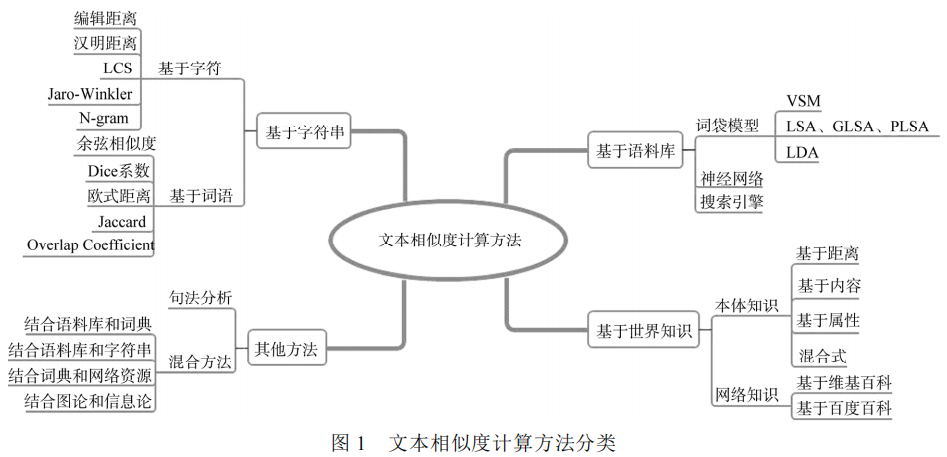 编辑距离
汉明距离
LCS
Jaro-Winkler
N-gram
基于字符
余弦相似度
Dice系数
欧式距离
Jaccard
Overlap Coefficient
基于词语
基于字符串
文本相似度计算方法
基于语料库
词袋模型
VSM
LSA、GLSA、PLSA
LDA
神经网络
搜索引擎
基于世界知识
本体知识
基于距离
基于内容
基于属性
混合式
网络知识
基于维基百科
基于百度百科
其他方法
句法分析
混合方法
结合语料库和词典
结合语料库和字符串
结合词典和网络资源
结合图论和信息论
图 1 文本相似度计算方法分类